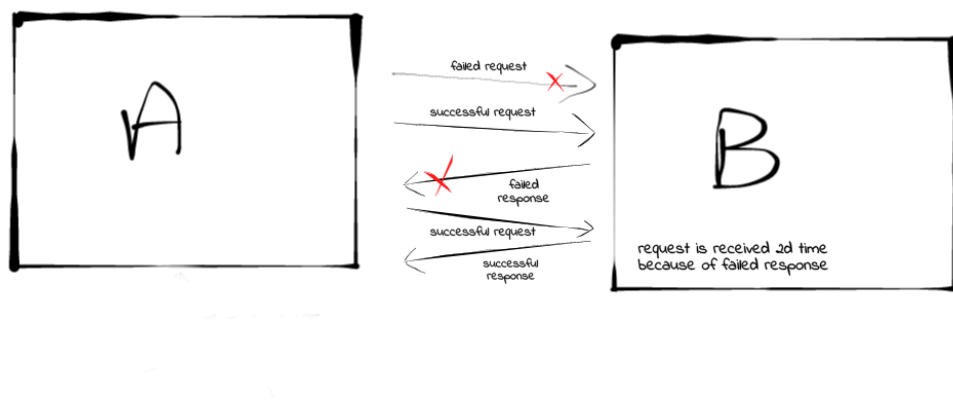 A
failed request
successful request
failed
response
successful request
successful
response
B
request is received 2d time
because of failed response